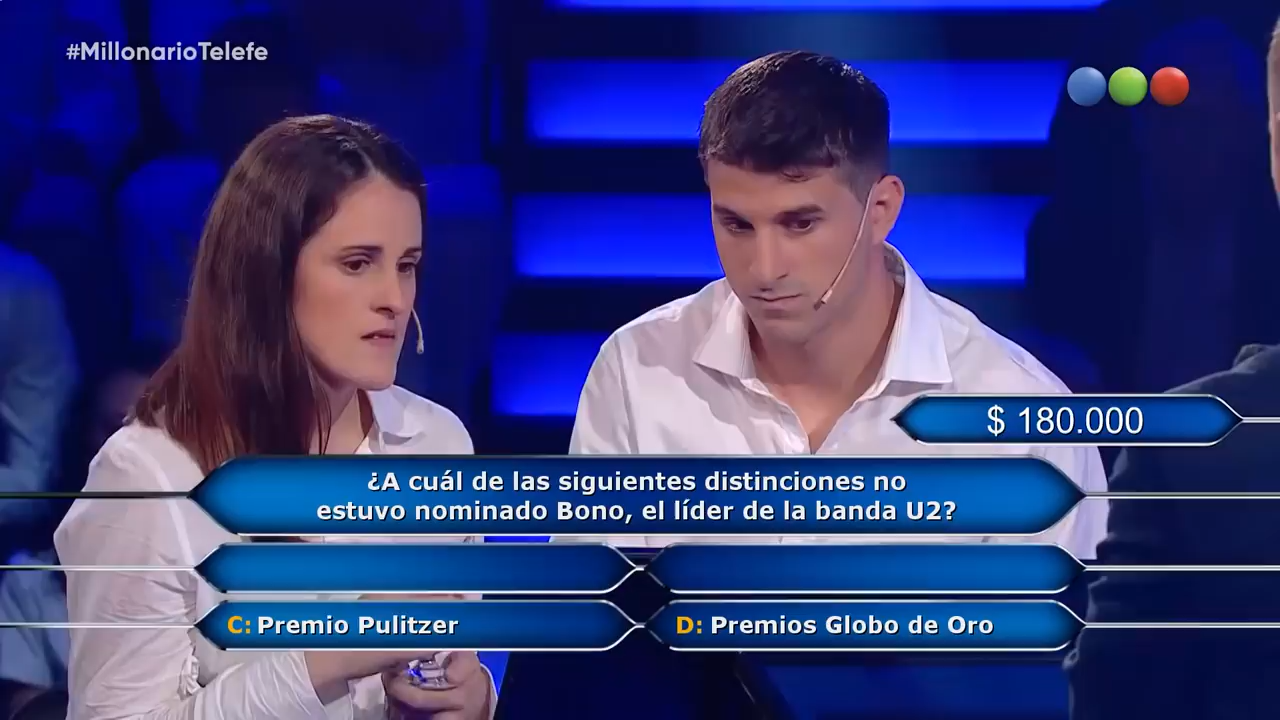 #MillonarioTelefe
$ 180.000
¿A cuál de las siguientes distinciones no
estuvo nominado Bono, el líder de la banda U2?
C: Premio Pulitzer
D: Premios Globo de Oro